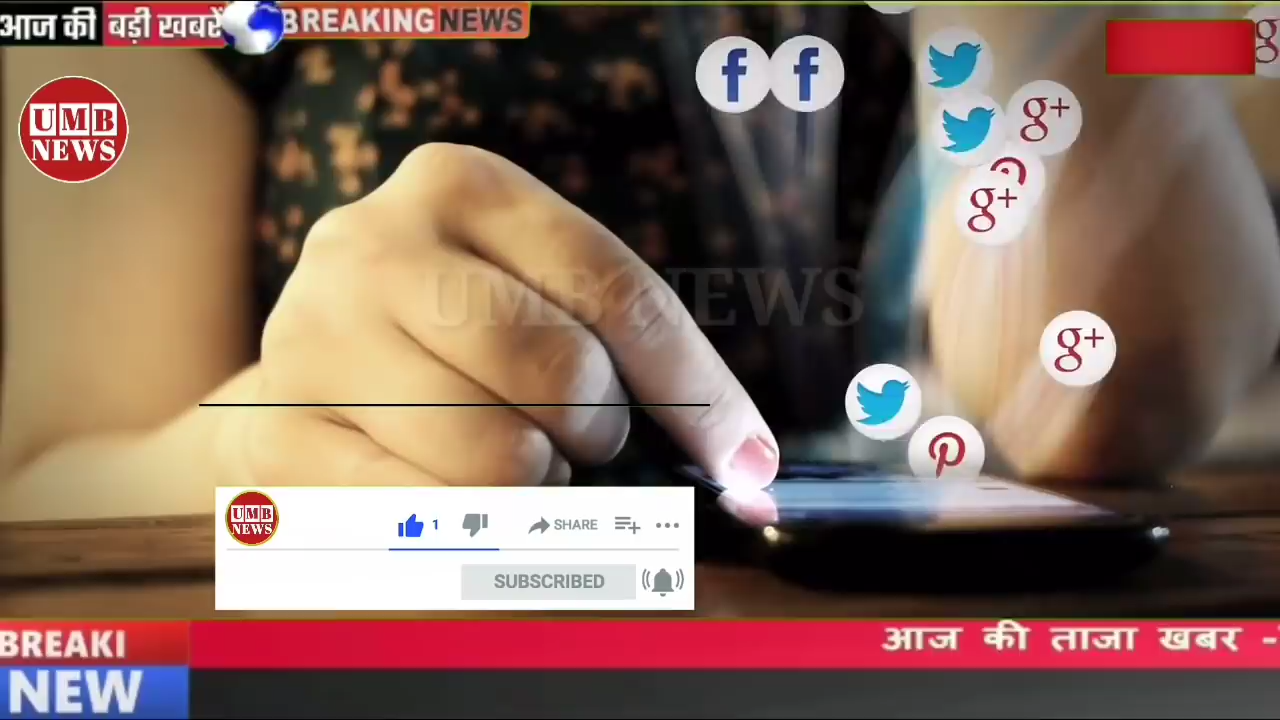 आज की बड़ी खबरें BREAKING NEWS
UMB
NEWS
f f
g+
g+
UMB NEWS
g+
UMB
NEWS
1 SHARE
SUBSCRIBED
BREAKI
NEW
आज की ताजा खबर -